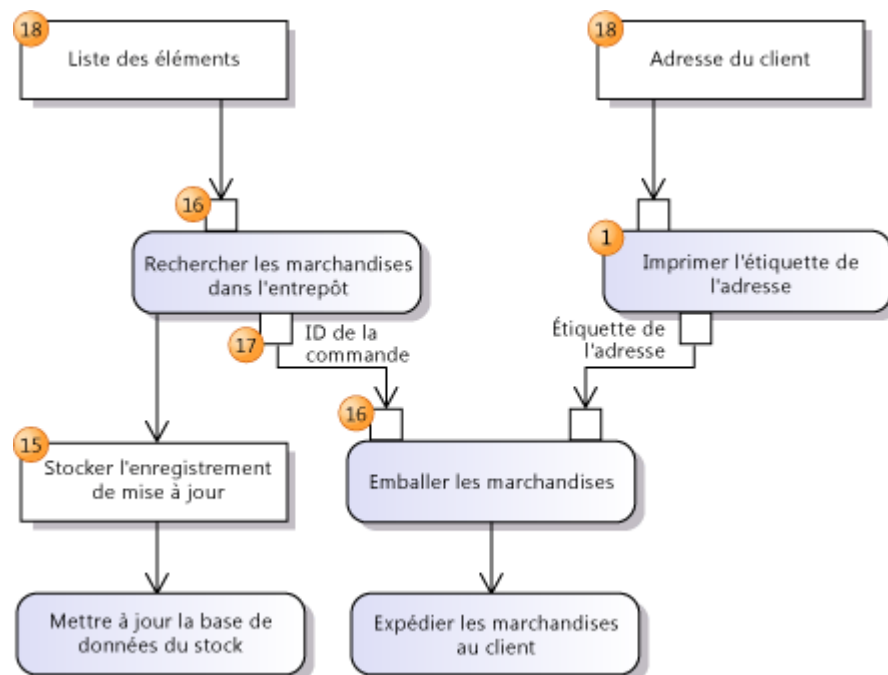 18
Liste des éléments
18
Adresse du client
16
Rechercher les marchandises
dans l'entrepôt
1
Imprimer l'étiquette de
l'adresse
17
ID de la
commande
Étiquette de
l'adresse
15
Stocker l'enregistrement
de mise à jour
16
Emballer les marchandises
Mettre à jour la base de
données du stock
Expédier les marchandises
au client